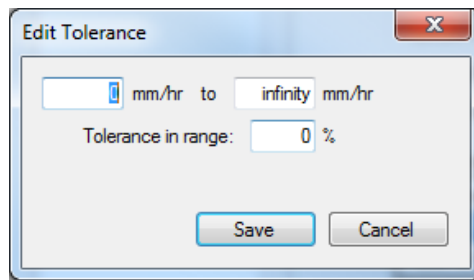 Edit Tolerance
0 mm/hr to infinity mm/hr
Tolerance in range: 0 %
Save Cancel